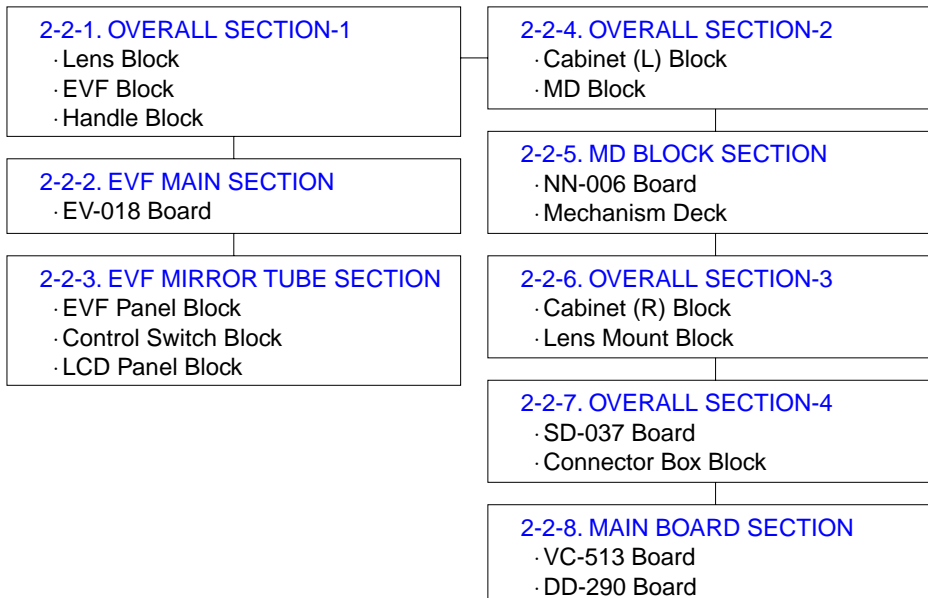 2-2-1. OVERALL SECTION-1
· Lens Block
· EVF Block
· Handle Block
2-2-2. EVF MAIN SECTION
· EV-018 Board
2-2-3. EVF MIRROR TUBE SECTION
· EVF Panel Block
· Control Switch Block
· LCD Panel Block
2-2-4. OVERALL SECTION-2
· Cabinet (L) Block
· MD Block
2-2-5. MD BLOCK SECTION
· NN-006 Board
· Mechanism Deck
2-2-6. OVERALL SECTION-3
· Cabinet (R) Block
· Lens Mount Block
2-2-7. OVERALL SECTION-4
· SD-037 Board
· Connector Box Block
2-2-8. MAIN BOARD SECTION
· VC-513 Board
· DD-290 Board